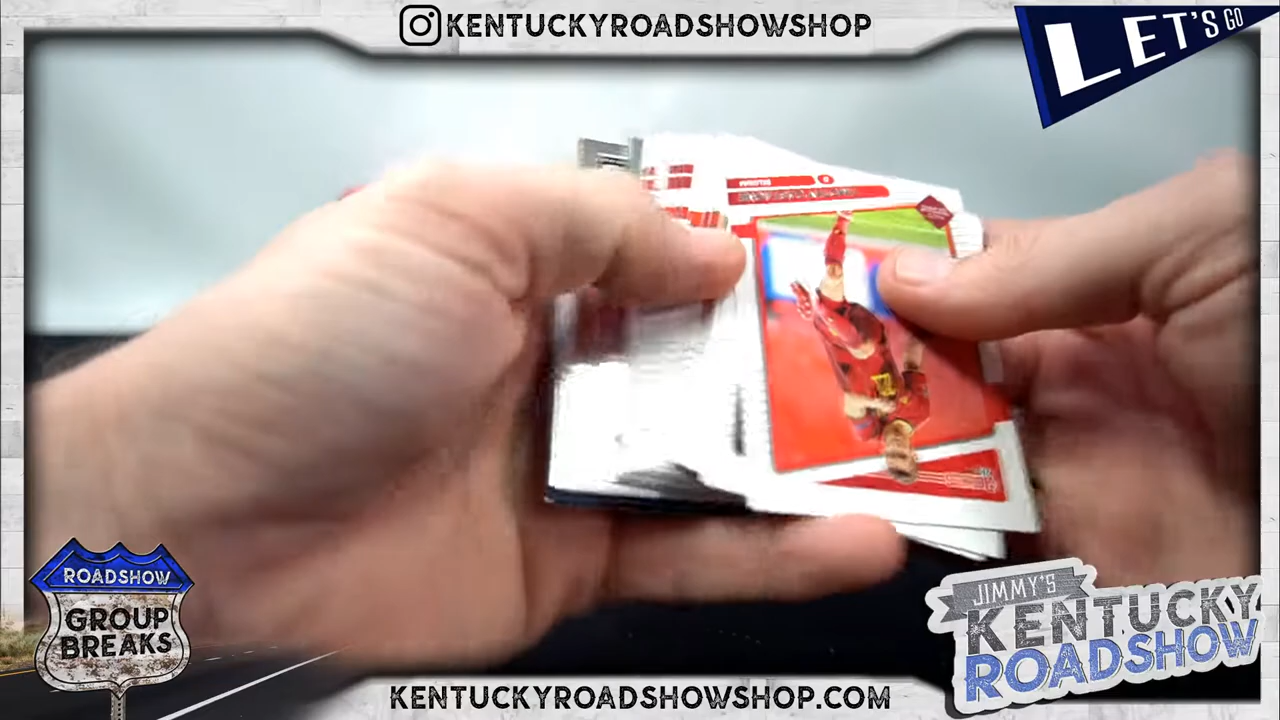 KENTUCKYROADSHOWSHOP
LET'S GO
ROADSHOW
GROUP
BREAKS
JIMMY'S
KENTUCKY
ROADSHOW
KENTUCKYROADSHOWSHOP.COM